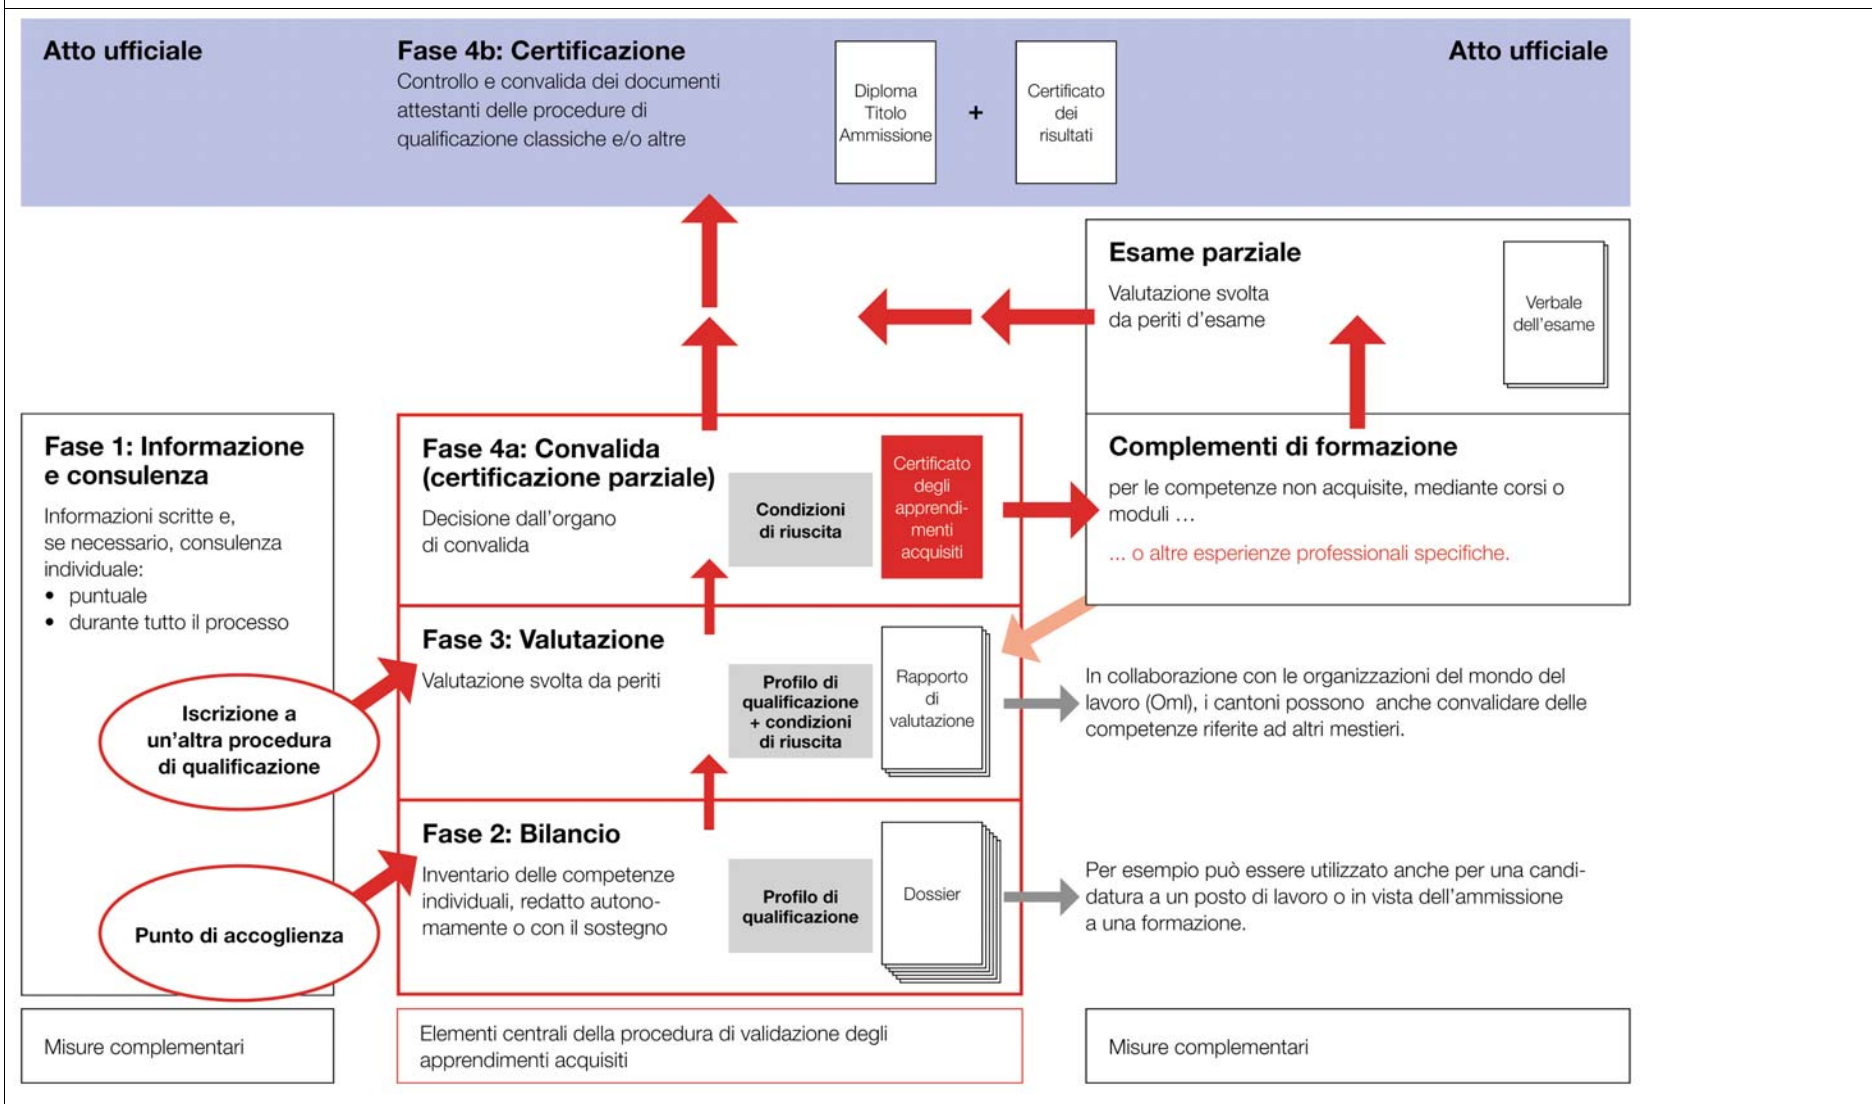 Atto ufficiale
Fase 4b: Certificazione
Controllo e convalida dei documenti
attestanti delle procedure di
qualificazione classiche e/o altre
Diploma
Titolo
Ammissione
+
Certificato
dei
risultati
Atto ufficiale
Esame parziale
Valutazione svolta
da periti d'esame
Verbale
dell'esame
Fase 1: Informazione
e consulenza
Informazioni scritte e,
se necessario, consulenza
individuale:
• puntuale
• durante tutto il processo
Iscrizione a
un'altra procedura
di qualificazione
Punto di accoglienza
Fase 4a: Convalida
(certificazione parziale)
Decisione dall'organo
di convalida
Condizioni
di riuscita
Certificato
degli
apprendi-
menti
acquisiti
Complementi di formazione
per le competenze non acquisite, mediante corsi o
moduli …
... o altre esperienze professionali specifiche.
Fase 3: Valutazione
Valutazione svolta da periti
Profilo di
qualificazione
+ condizioni
di riuscita
Rapporto
di
valutazione
In collaborazione con le organizzazioni del mondo del
lavoro (Oml), i cantoni possono anche convalidare delle
competenze riferite ad altri mestieri.
Fase 2: Bilancio
Inventario delle competenze
individuali, redatto autono-
mamente o con il sostegno
Profilo di
qualificazione
Dossier
Per esempio può essere utilizzato anche per una candi-
datura a un posto di lavoro o in vista dell'ammissione
a una formazione.
Misure complementari
Elementi centrali della procedura di validazione degli
apprendimenti acquisiti
Misure complementari